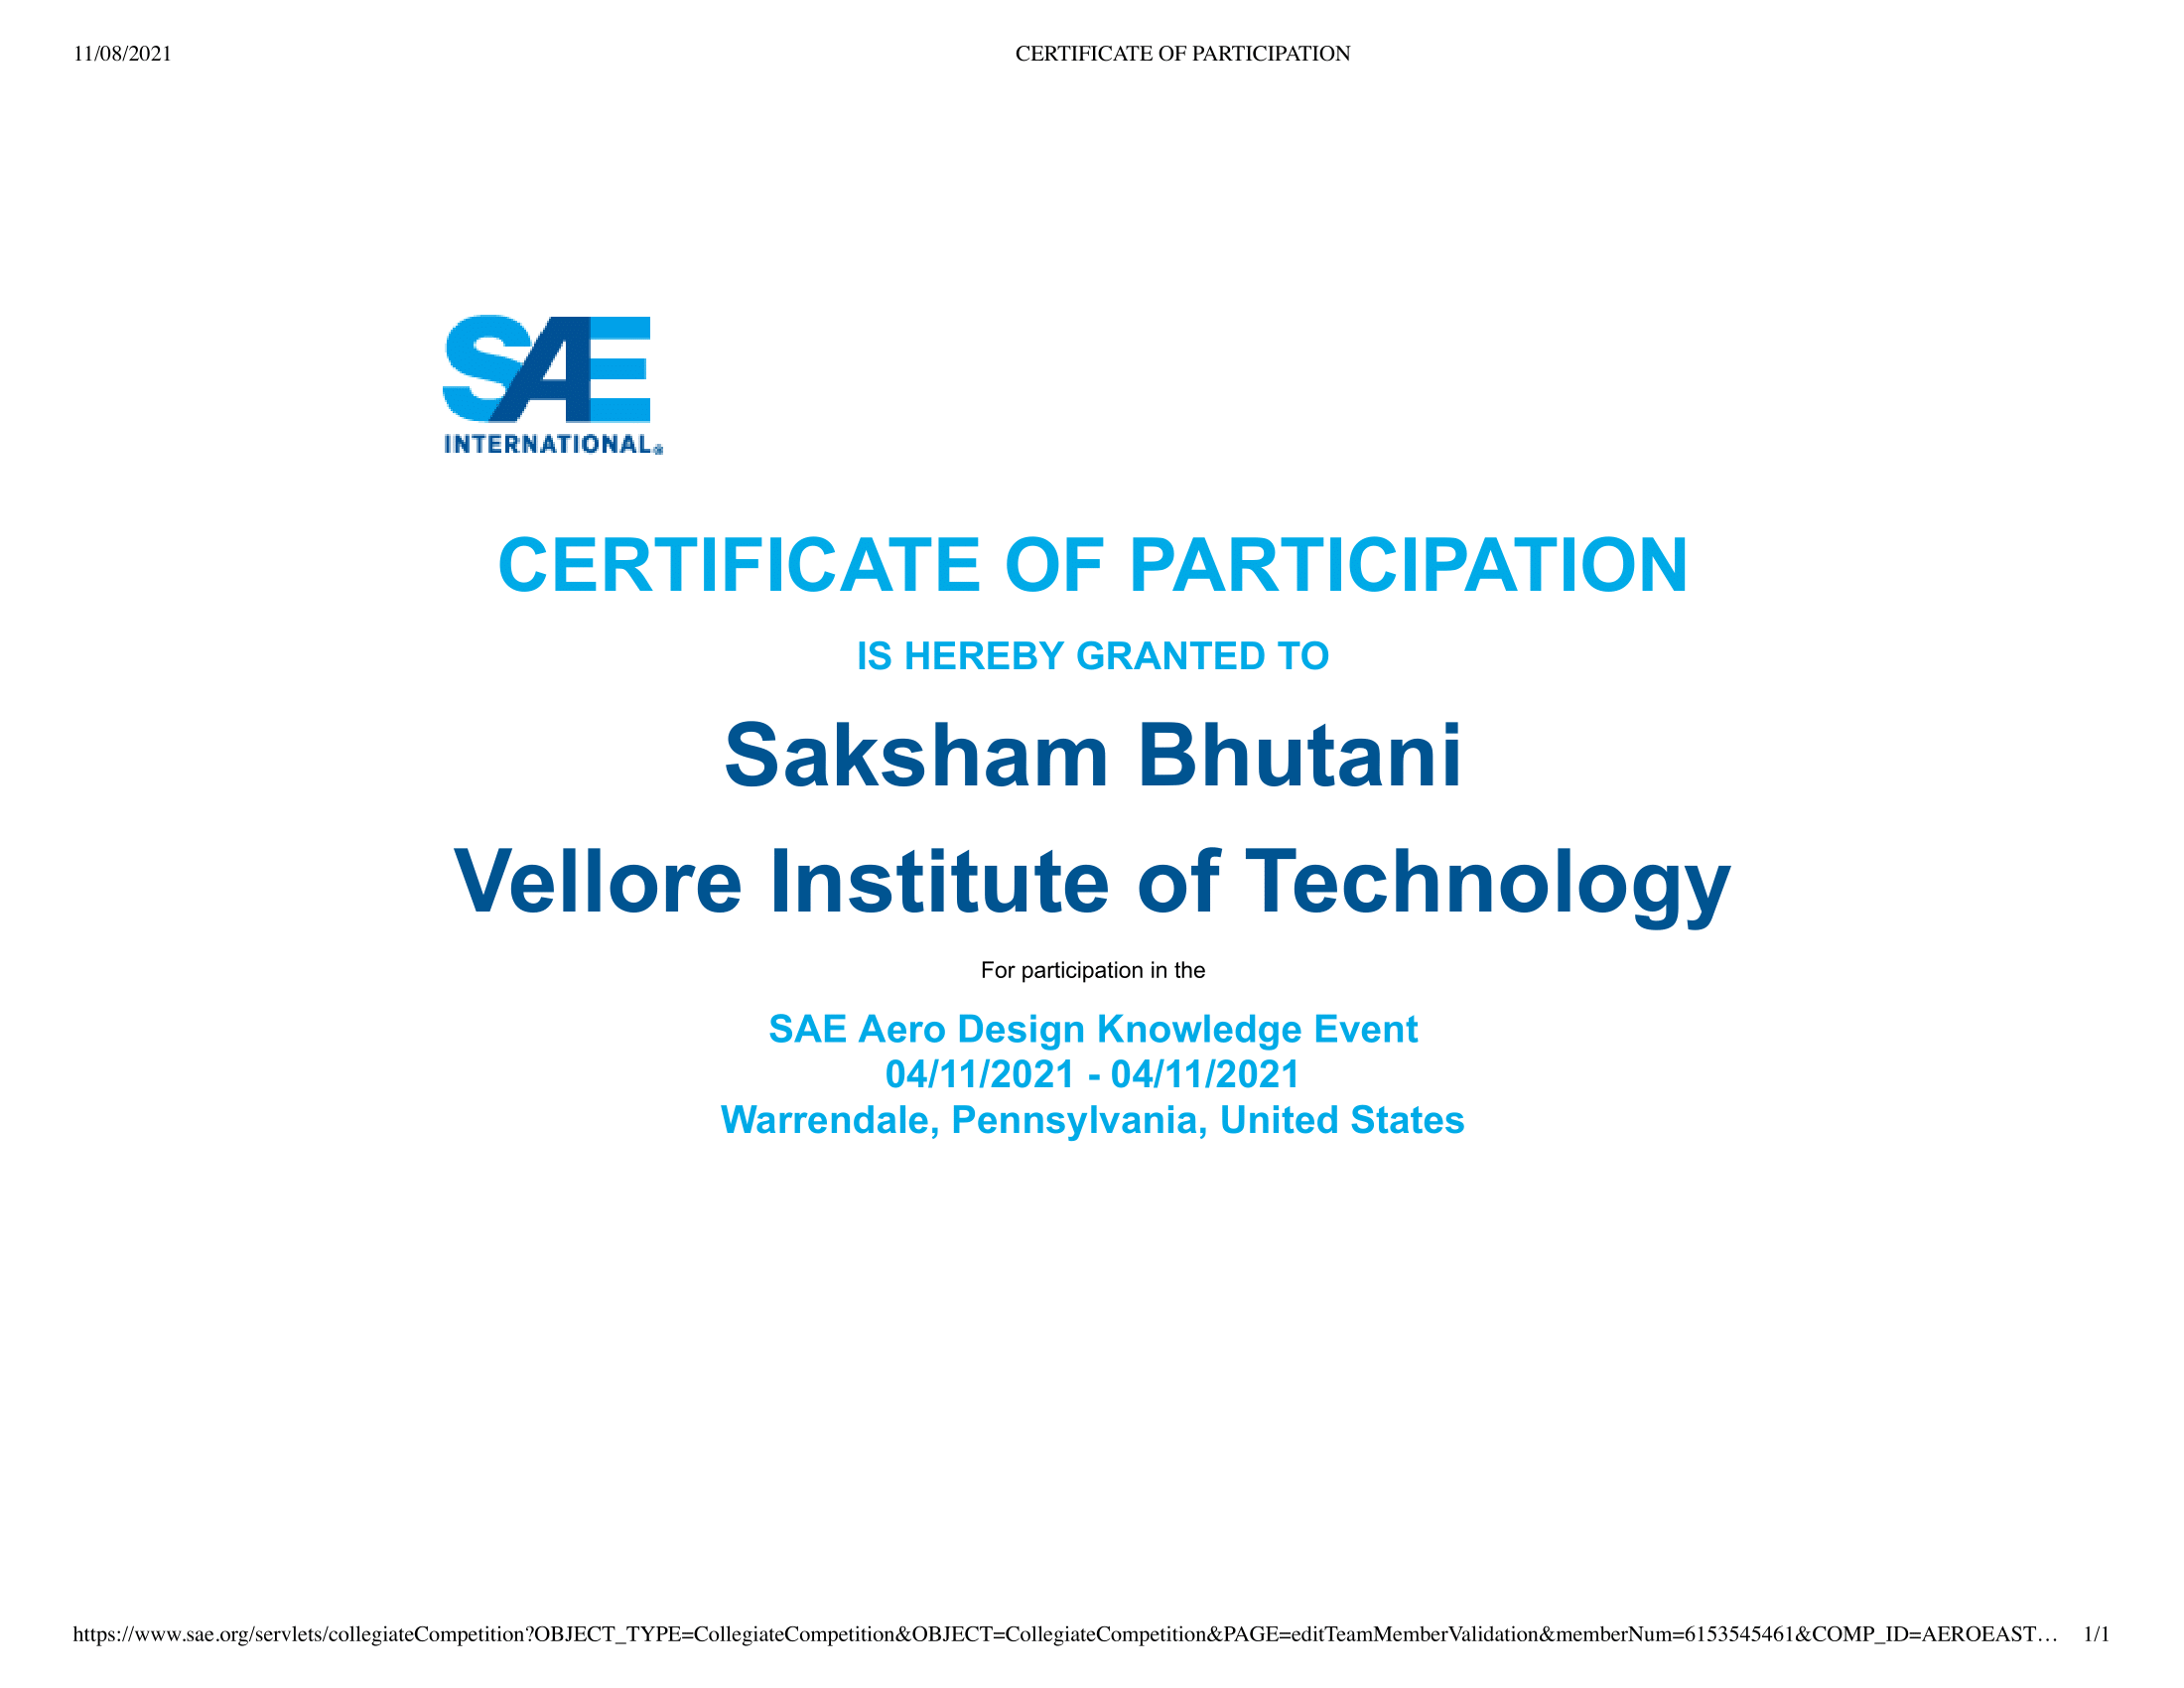 11/08/2021 CERTIFICATE OF PARTICIPATION
SAE
INTERNATIONAL®
CERTIFICATE OF PARTICIPATION
IS HEREBY GRANTED TO
Saksham Bhutani
Vellore Institute of Technology
For participation in the
SAE Aero Design Knowledge Event
04/11/2021 - 04/11/2021
Warrendale, Pennsylvania, United States
https://www.sae.org/servlets/collegiateCompetition?OBJECT_TYPE=CollegiateCompetition&OBJECT=CollegiateCompetition&PAGE=editTeamMemberValidation&memberNum=6153545461&COMP_ID=AEROEAST… 1/1